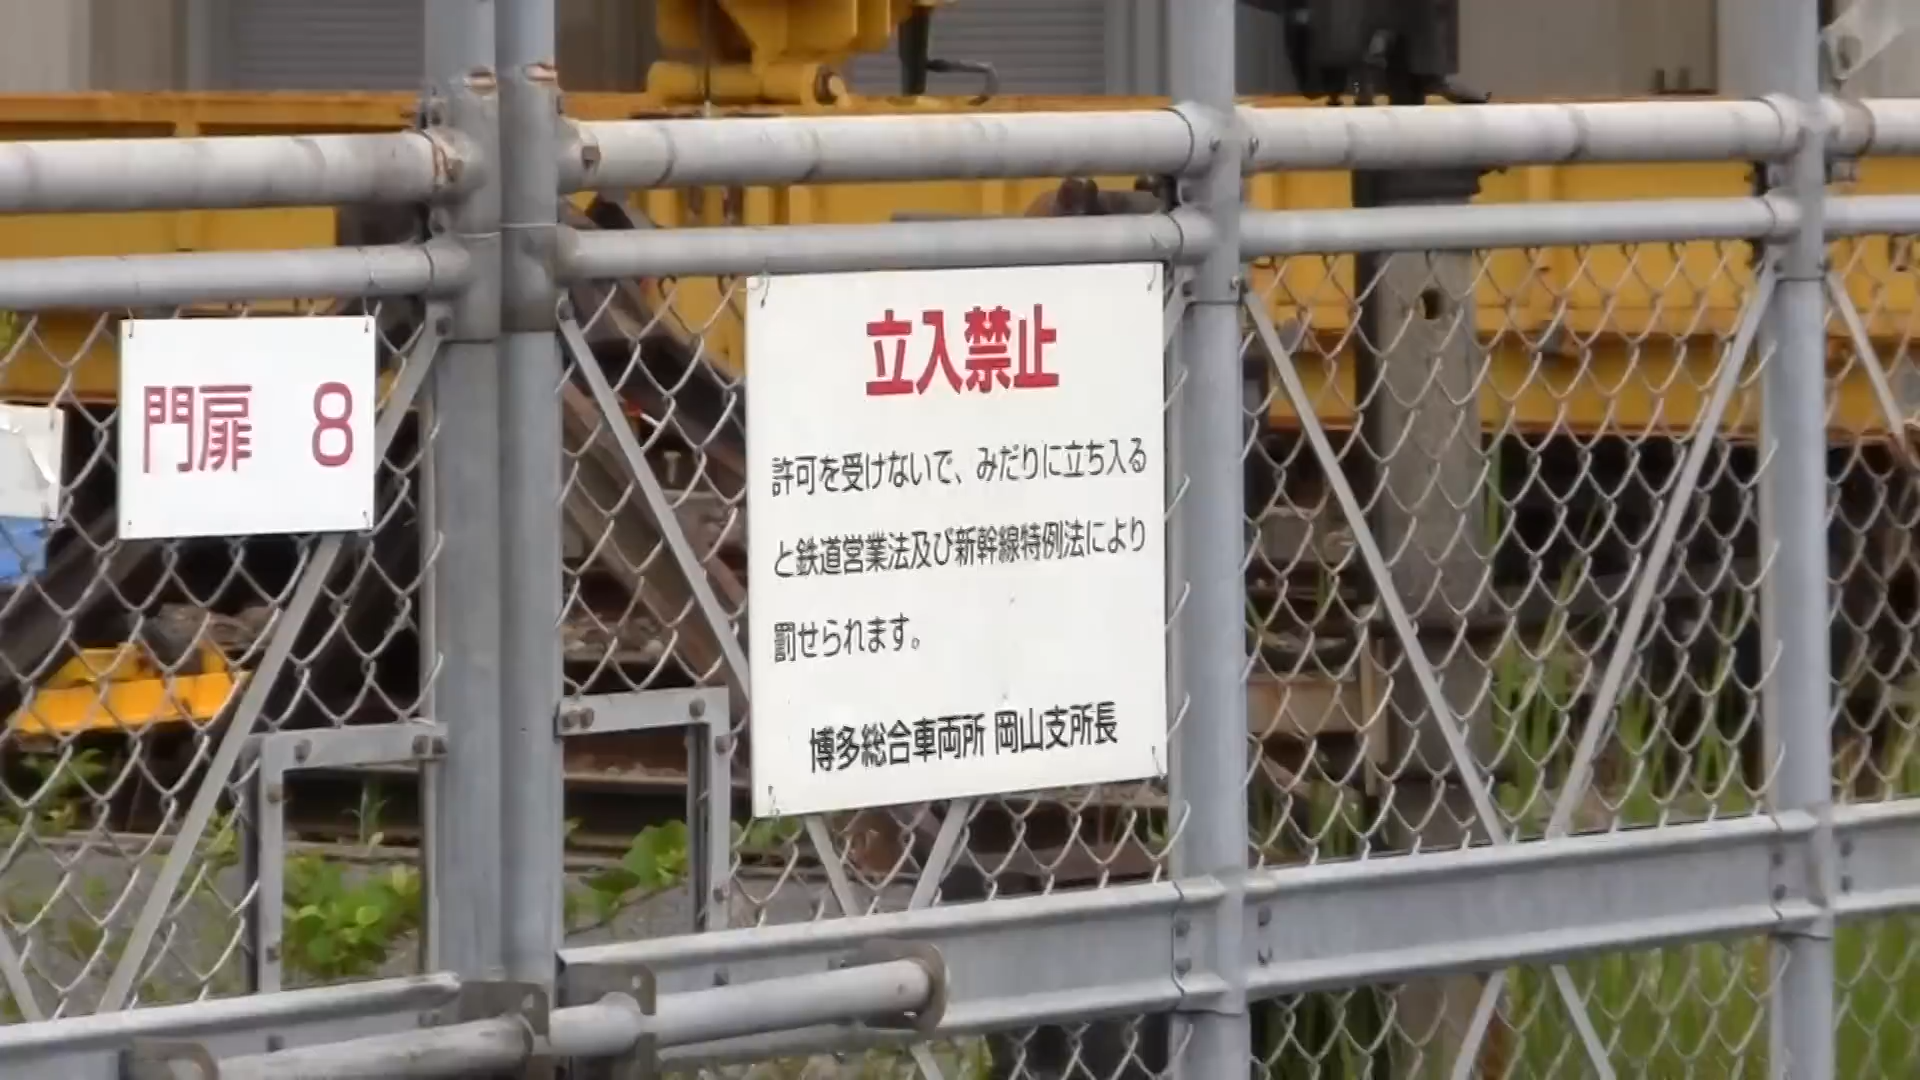 門扉 8
立入禁止
許可を受けないで、みだりに立ち入る
と鉄道営業法及び新幹線特例法により
罰せられます。
博多総合車両所 岡山支所長